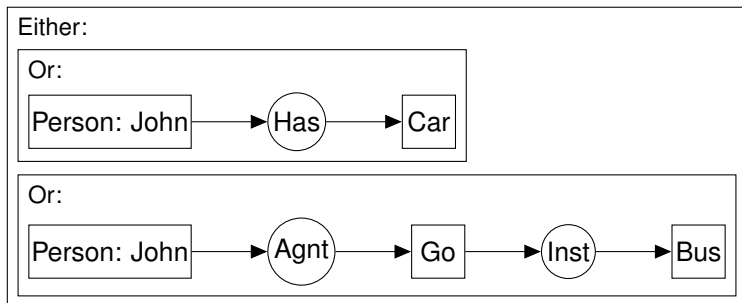 Either:
Or:
Person: John Has Car
Or:
Person: John Agnt Go Inst Bus